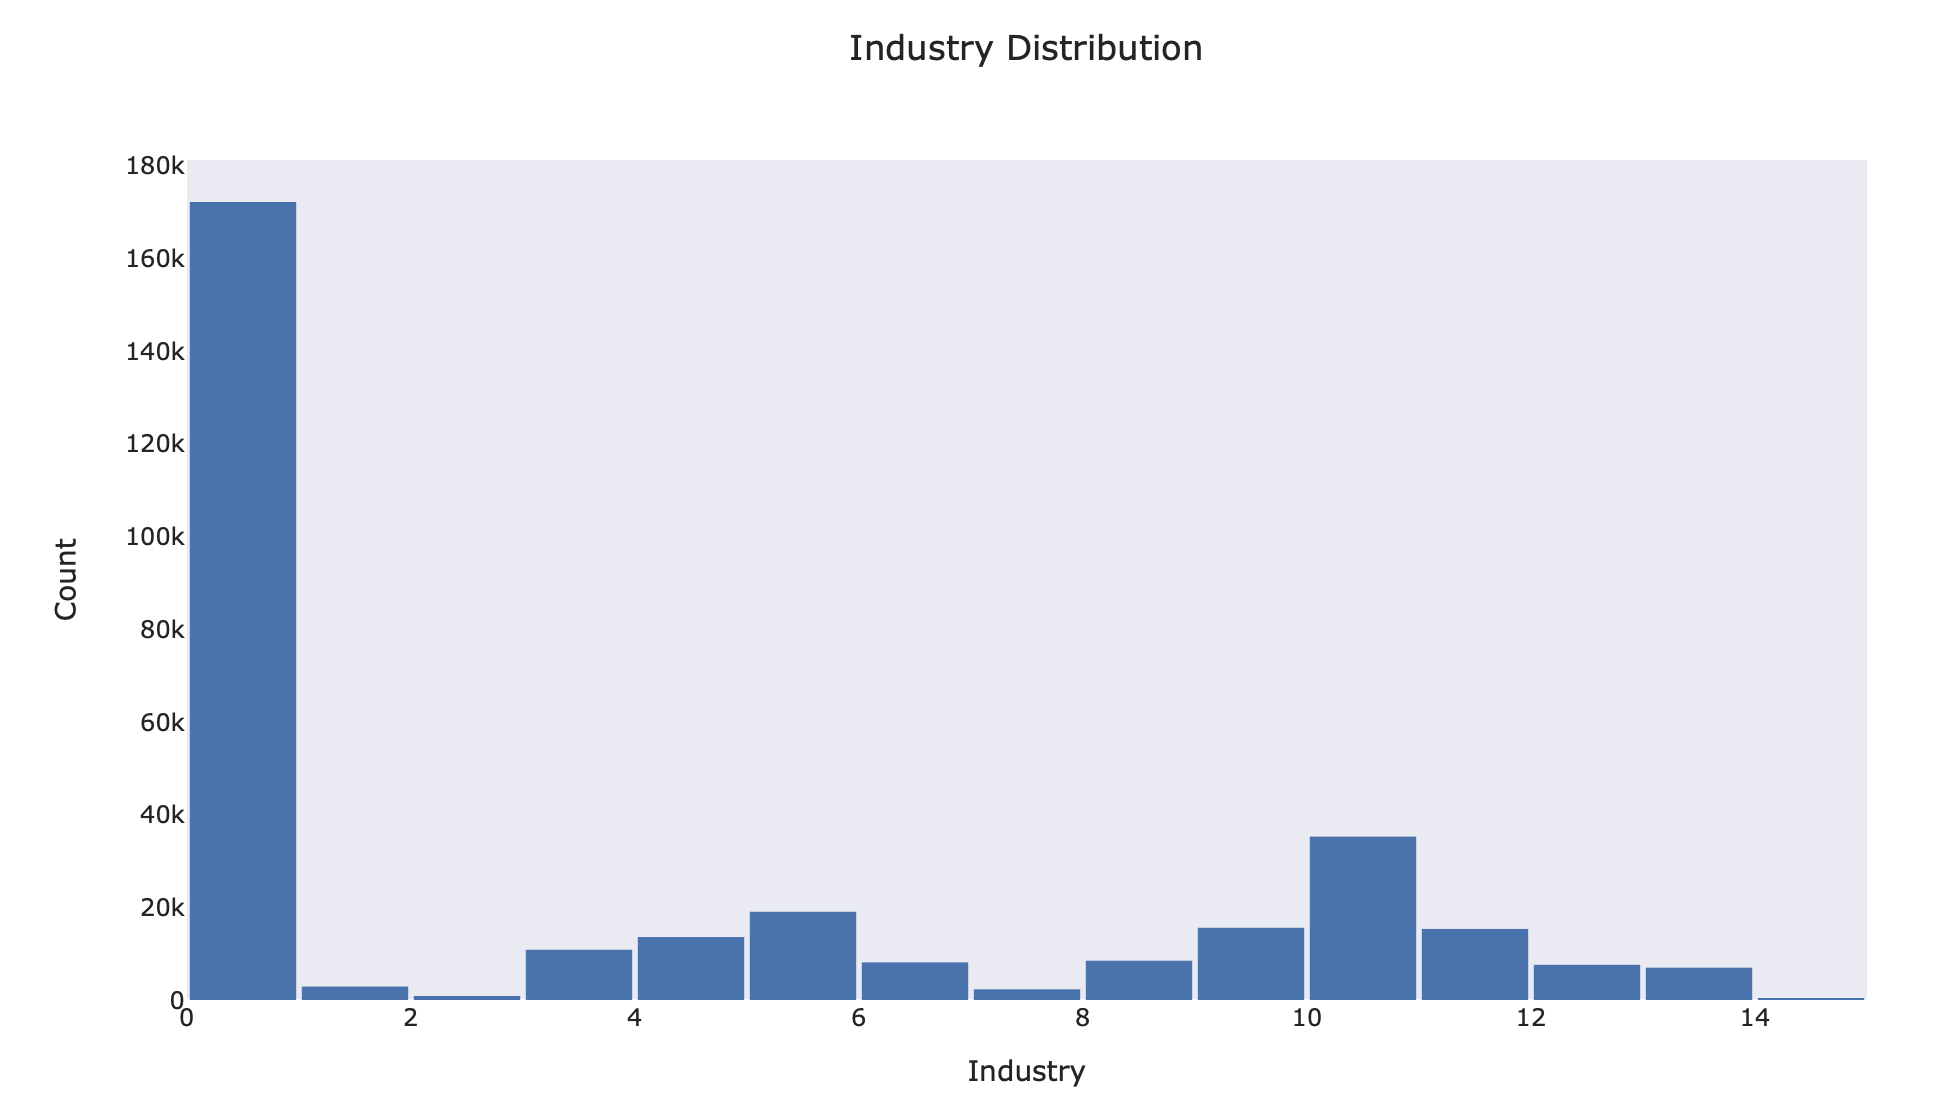 Industry Distribution
180k
160k
140k
120k
100k
80k
60k
40k
20k
0
Count
0 2 4 6 8 10 12 14
Industry